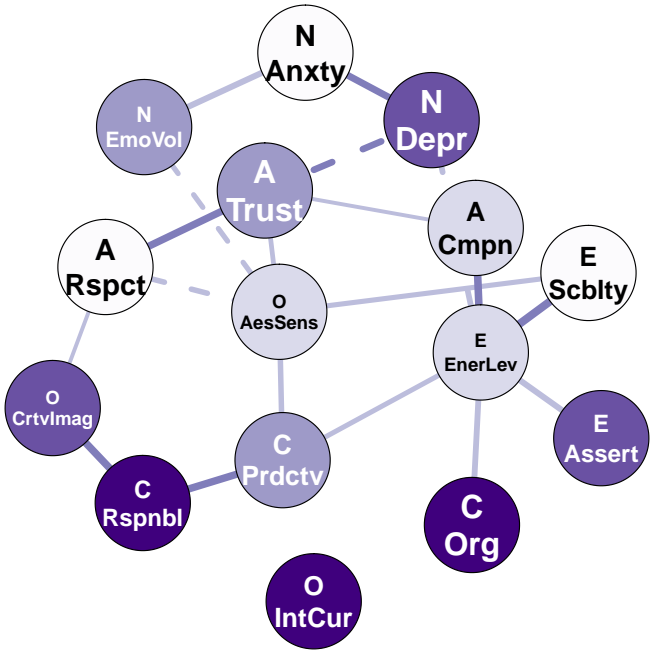 N
Anxty
N
EmoVol
N
Depr
A
Trust
A
Cmpn
A
Rspct
E
Scblty
O
AesSens
E
EnerLev
O
CrtvImag
E
Assert
C
Prdctv
C
Rspnbl
C
Org
O
IntCur